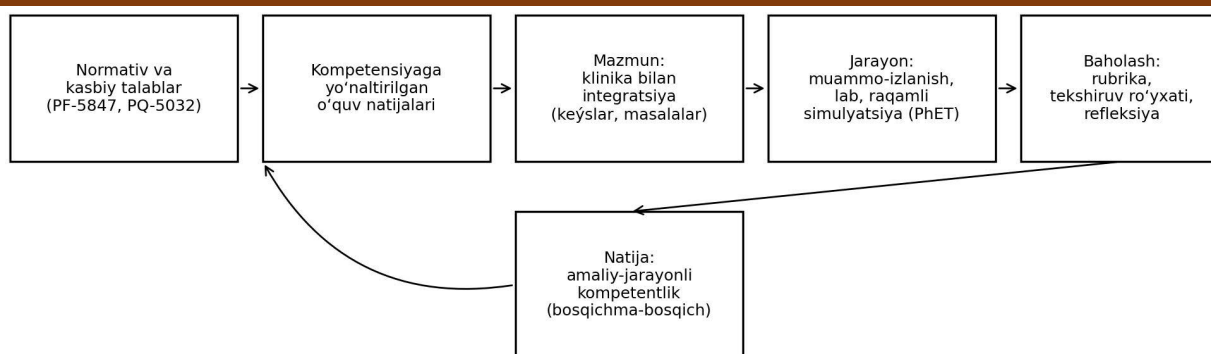 Normativ va
kasbiy talablar
(PF-5847, PQ-5032)
Kompetensiyaga
yo‘naltirilgan
o‘quv natijalari
Mazmun:
klinika bilan
integratsiya
(keýslar, masalalar)
Jarayon:
muammo-izlanish,
lab, raqamli
simulyatsiya (PhET)
Baholash:
rubrika,
tekshiruv ro‘yxati,
refleksiya
Natija:
amaliy-jarayonli
kompetentlik
(bosqichma-bosqich)